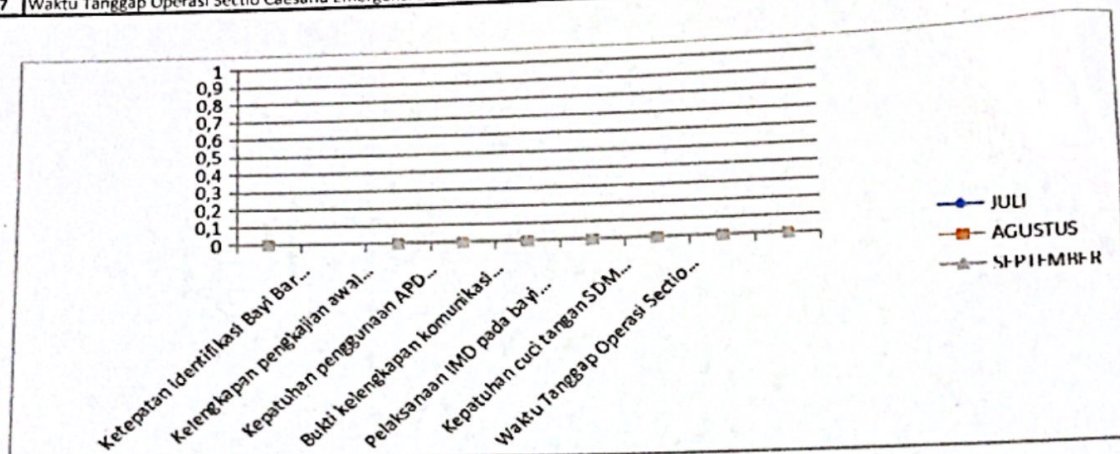 7 Waktu Tanggap Operasi Sectio Caesaria
1
0,9
0,8
0,7
0,6
0,5
0,4
0,3
0,2
0,1
0
Ketepatan Identifikasi Bayi Bar...
Kelengkapan pengkajian awal...
Kepatuhan penggunaan APD...
Bukti kelengkapan komunikasi...
Pelaksanaan IMD pada bayi...
Kepatuhan cuci tangan SDM...
Waktu Tanggap Operasi Sectio...
JULI
AGUSTUS
SEPTEMBER